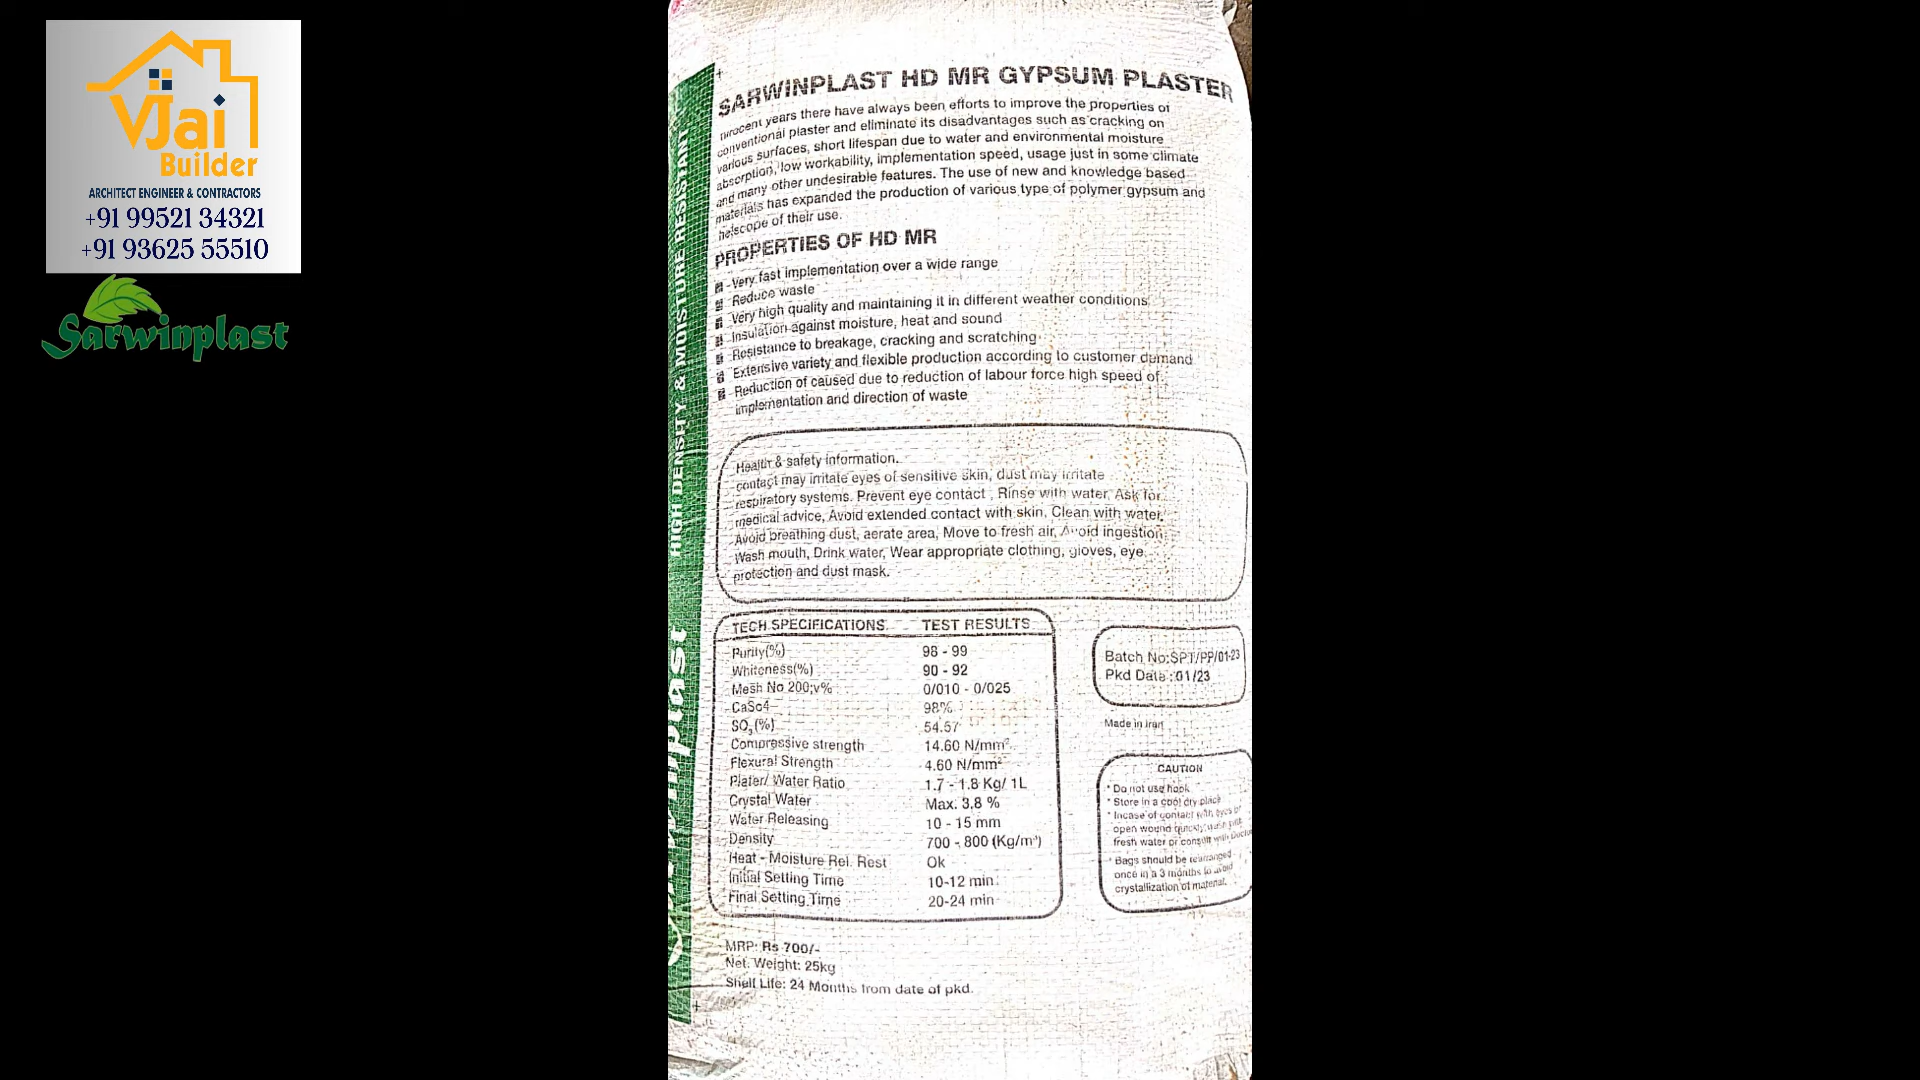 VJai
Builder
ARCHITECT ENGINEER & CONTRACTORS
+91 99521 34321
+91 93625 55510
Sarwinplast
HIGH DENSITY & MOISTURE RESISTANT
SARWINPLAST HD MR GYPSUM PLASTER
years there have always been efforts to improve the properties of
conventional plaster and eliminate its disadvantages such as cracking on
various surfaces, short lifespan due to water and environmental moisture
absorption, low workability, implementation speed, usage just in some climate
and many other undesirable features. The use of new and knowledge based
materials has expanded the production of various type of polymer gypsum and
of their use.
PROPERTIES OF HD MR
Very fast implementation over a wide range
Reduce waste
Very high quality and maintaining it in different weather conditions
Insulation against moisture, heat and sound
Resistance to breakage, cracking and scratching
Extensive variety and flexible production according to customer demand
Reduction of caused due to reduction of labour force high speed of
implementation and direction of waste
Health & safety information.
contact may irritate eyes of sensitive skin, dust may irritate
respiratory systems. Prevent eye contact , Rinse with water, Ask for
medical advice, Avoid extended contact with skin, Clean with water,
Avoid breathing dust, aerate area, Move to fresh air, Avoid ingestion
Wash mouth, Drink water, Wear appropriate clothing, gloves, eye
protection and dust mask.
TECH SPECIFICATIONS TEST RESULTS
Purity(%) 98 - 99
Whiteness(%) 90 - 92
Mesh No 200;v% 0/010 - 0/025
CaSo4 98%
SO3(%) 54.57
Compressive strength 14.60 N/mm²
Flexural Strength 4.60 N/mm²
Plater/ Water Ratio 1.7 - 1.8 Kg/ 1L
Crystal Water Max. 3.8 %
Water Releasing 10 - 15 mm
Density 700 - 800 (Kg/m³)
Heat - Moisture Rel. Rest Ok
Initial Setting Time 10-12 min
Final Setting Time 20-24 min
Batch No:SPT/PP/01-23
Pkd Date :01/23
Made in Iran
CAUTION
* Do not use hook
* Store in a cool dry place
* Incase of contact with eyes or
open wound quickly wash with
fresh water or consult with Doctor
* Bags should be rearranged
once in a 3 months to avoid
crystallization of material.
MRP: Rs 700/-
Net. Weight: 25kg
Shelf Life: 24 Months from date of pkd.